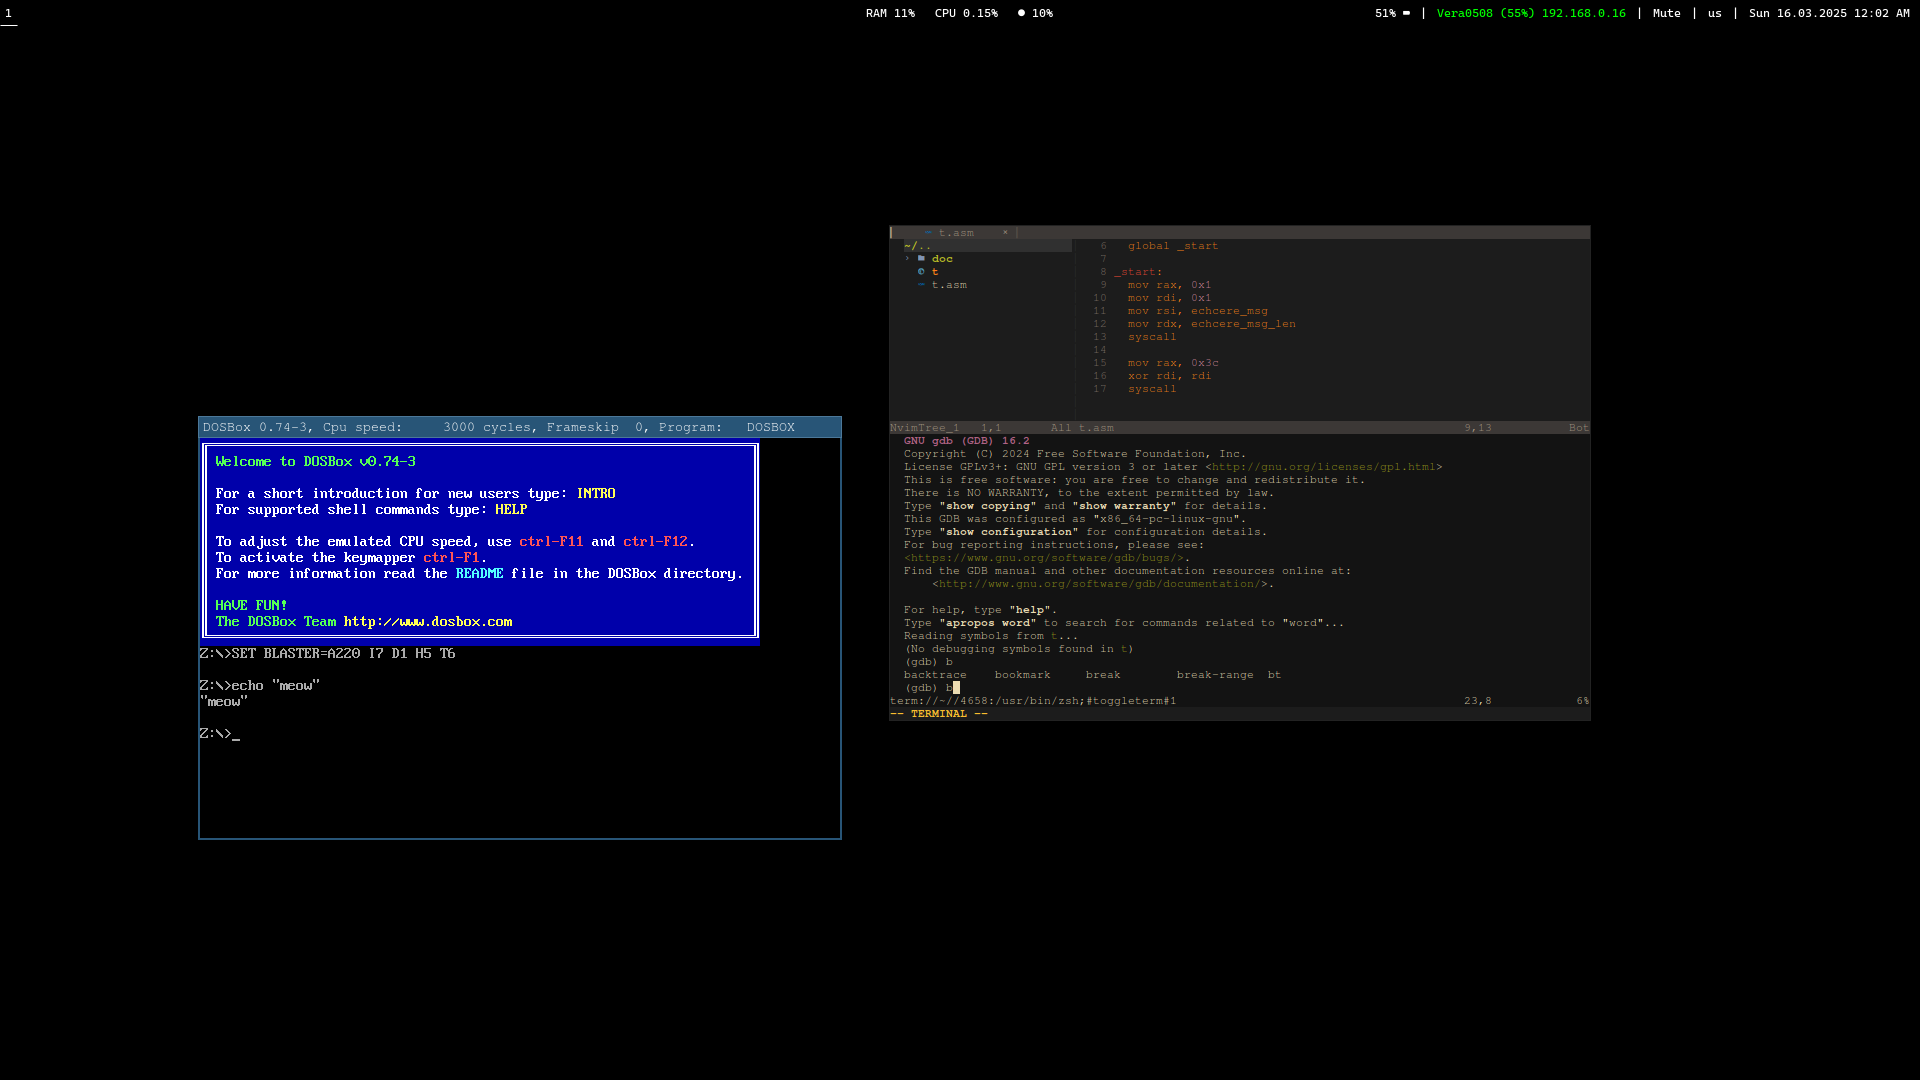 1
RAM 11% CPU 0.15% ● 10%
51% | Vera0508 (55%) 192.168.0.16 | Mute | us | Sun 16.03.2025 12:02 AM
DOSBox 0.74-3, Cpu speed: 3000 cycles, Frameskip 0, Program: DOSBOX
Welcome to DOSBox v0.74-3
For a short introduction for new users type: INTRO
For supported shell commands type: HELP
To adjust the emulated CPU speed, use ctrl-F11 and ctrl-F12.
To activate the keymapper ctrl-F1.
For more information read the README file in the DOSBox directory.
HAVE FUN!
The DOSBox Team http://www.dosbox.com
Z:\>SET BLASTER=A220 I7 D1 H5 T6
Z:\>echo "meow"
"meow"
Z:\>_
t.asm ×
~/..
› doc
t
t.asm
6 global _start
7
8 _start:
9 mov rax, 0x1
10 mov rdi, 0x1
11 mov rsi, echcere_msg
12 mov rdx, echcere_msg_len
13 syscall
14
15 mov rax, 0x3c
16 xor rdi, rdi
17 syscall
NvimTree_1 1,1 All t.asm 9,13 Bot
GNU gdb (GDB) 16.2
Copyright (C) 2024 Free Software Foundation, Inc.
License GPLv3+: GNU GPL version 3 or later <http://gnu.org/licenses/gpl.html>
This is free software: you are free to change and redistribute it.
There is NO WARRANTY, to the extent permitted by law.
Type "show copying" and "show warranty" for details.
This GDB was configured as "x86_64-pc-linux-gnu".
Type "show configuration" for configuration details.
For bug reporting instructions, please see:
<https://www.gnu.org/software/gdb/bugs/>.
Find the GDB manual and other documentation resources online at:
<http://www.gnu.org/software/gdb/documentation/>.
For help, type "help".
Type "apropos word" to search for commands related to "word"...
Reading symbols from t...
(No debugging symbols found in t)
(gdb) b
backtrace bookmark break break-range bt
(gdb) b
term://~//4658:/usr/bin/zsh;#toggleterm#1 23,8 6%
-- TERMINAL --